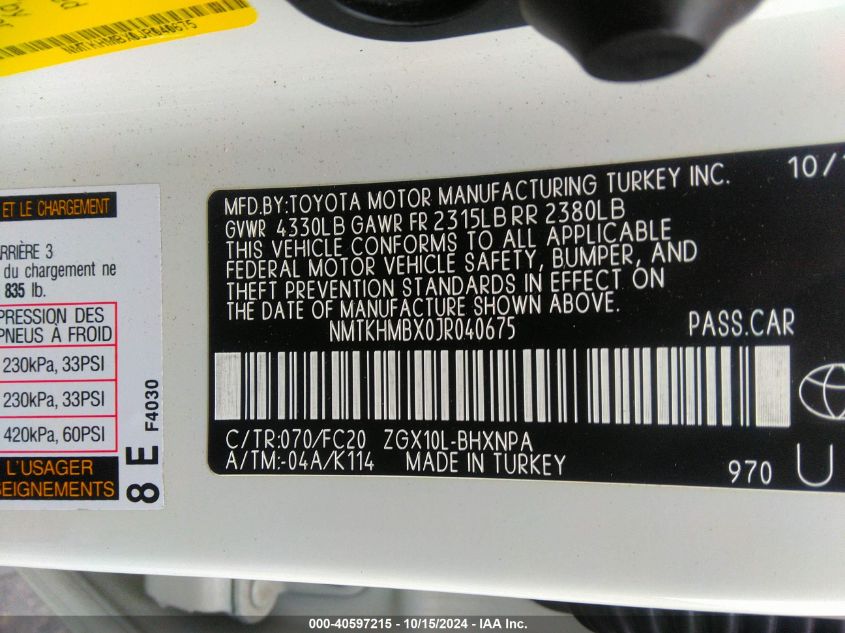 NMTKHMBX0JR040675
ET LE CHARGEMENT
ARRIÈRE 3
du chargement ne
835 lb.
PRESSION DES
PNEUS À FROID
230kPa, 33PSI
230kPa, 33PSI
420kPa, 60PSI
L'USAGER
8 E F4030
MFD.BY:TOYOTA MOTOR MANUFACTURING TURKEY INC. 10/1
GVWR 4330LB GAWR FR 2315LB RR 2380LB
THIS VEHICLE CONFORMS TO ALL APPLICABLE
FEDERAL MOTOR VEHICLE SAFETY, BUMPER, AND
THEFT PREVENTION STANDARDS IN EFFECT ON
THE DATE OF MANUFACTURE SHOWN ABOVE.
NMTKHMBX0JR040675 PASS.CAR
C/TR:070/FC20 ZGX10L-BHXNPA
A/TM:-04A/K114 MADE IN TURKEY 970 U
000-40597215 - 10/15/2024 - IAA Inc.